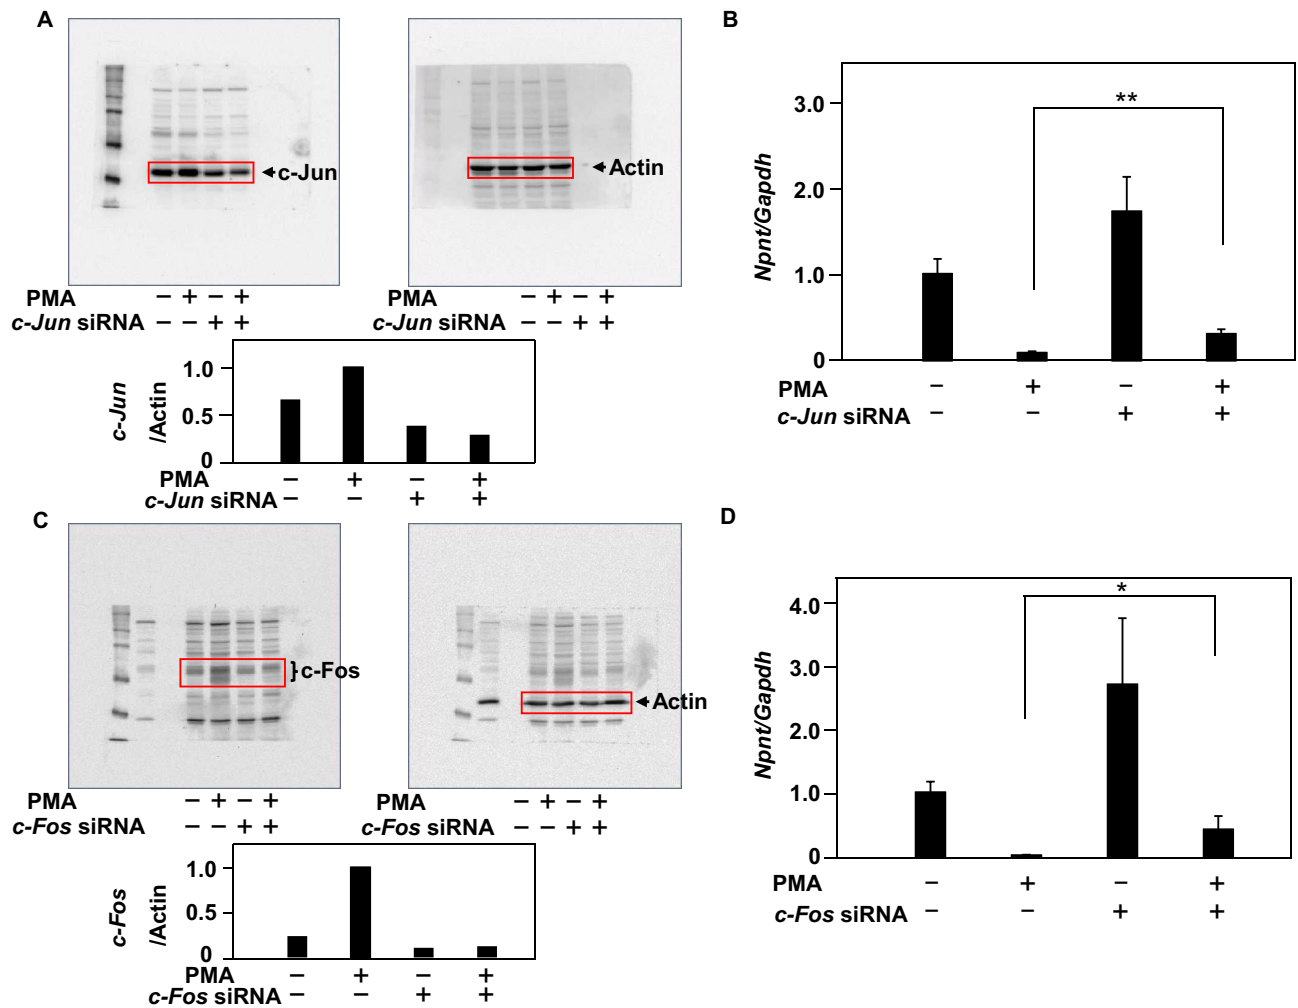 A
c-Jun
Actin
PMA − + − +
c-Jun siRNA − − + +
PMA − + − +
c-Jun siRNA − − + +
c-Jun
/Actin
1.0
0.5
0
PMA − + − +
c-Jun siRNA − − + +
B
Npnt/Gapdh
**
3.0
2.0
1.0
0
PMA − + − +
c-Jun siRNA − − + +
C
}c-Fos
Actin
PMA − + − +
c-Fos siRNA − − + +
PMA − + − +
c-Fos siRNA − − + +
c-Fos
/Actin
1.0
0.5
0
PMA − + − +
c-Fos siRNA − − + +
D
Npnt/Gapdh
*
4.0
3.0
2.0
1.0
0
PMA − + − +
c-Fos siRNA − − + +